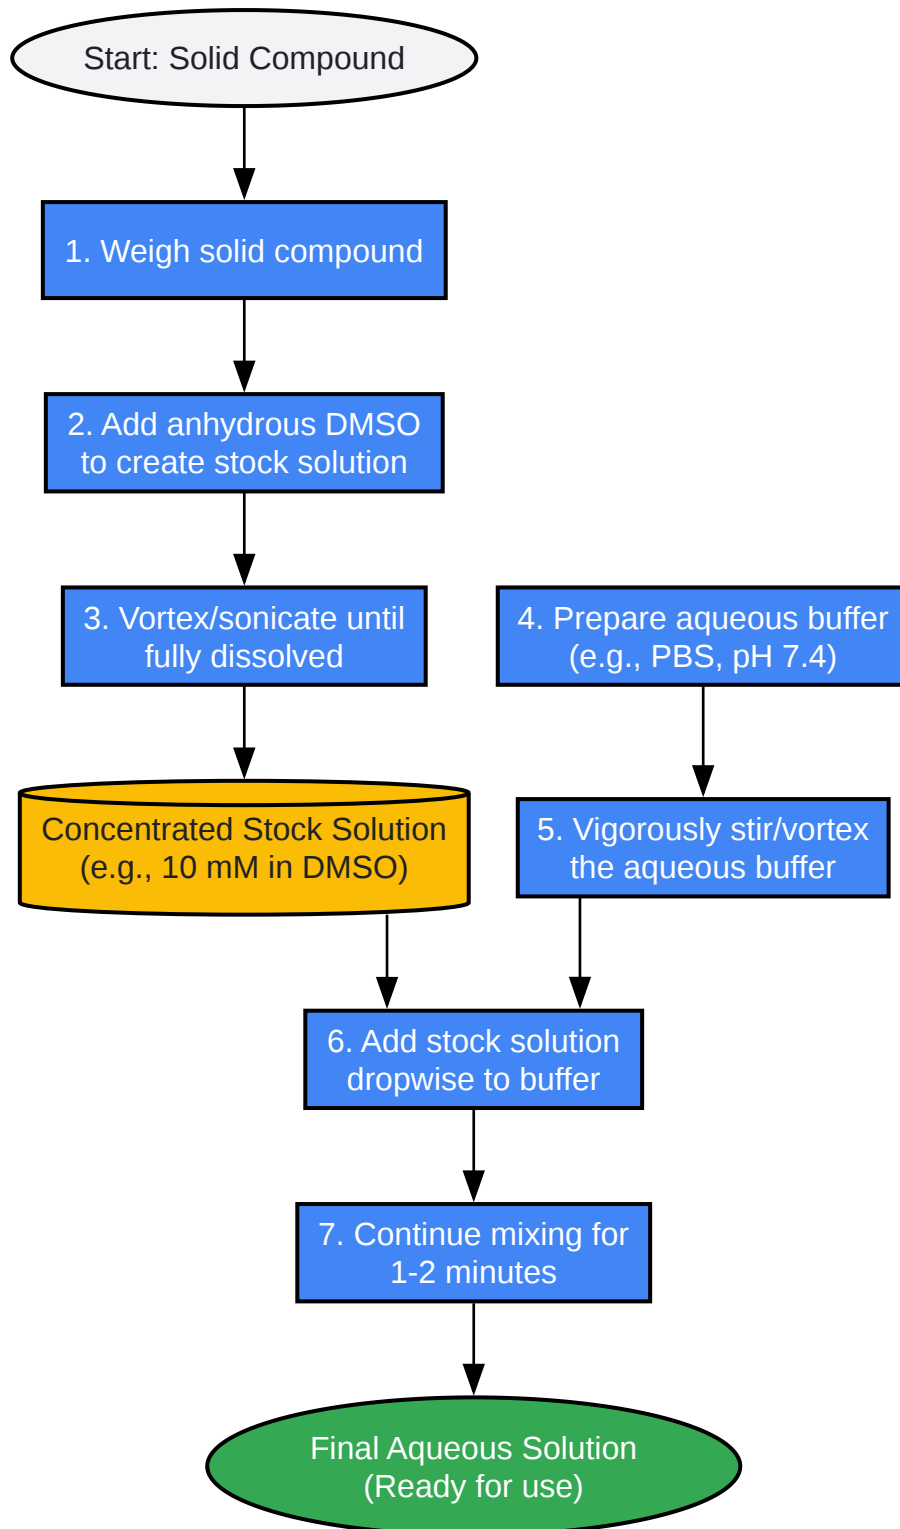 Start: Solid Compound
1. Weigh solid compound
2. Add anhydrous DMSO
to create stock solution
3. Vortex/sonicate until
fully dissolved
4. Prepare aqueous buffer
(e.g., PBS, pH 7.4)
Concentrated Stock Solution
(e.g., 10 mM in DMSO)
5. Vigorously stir/vortex
the aqueous buffer
6. Add stock solution
dropwise to buffer
7. Continue mixing for
1-2 minutes
Final Aqueous Solution
(Ready for use)